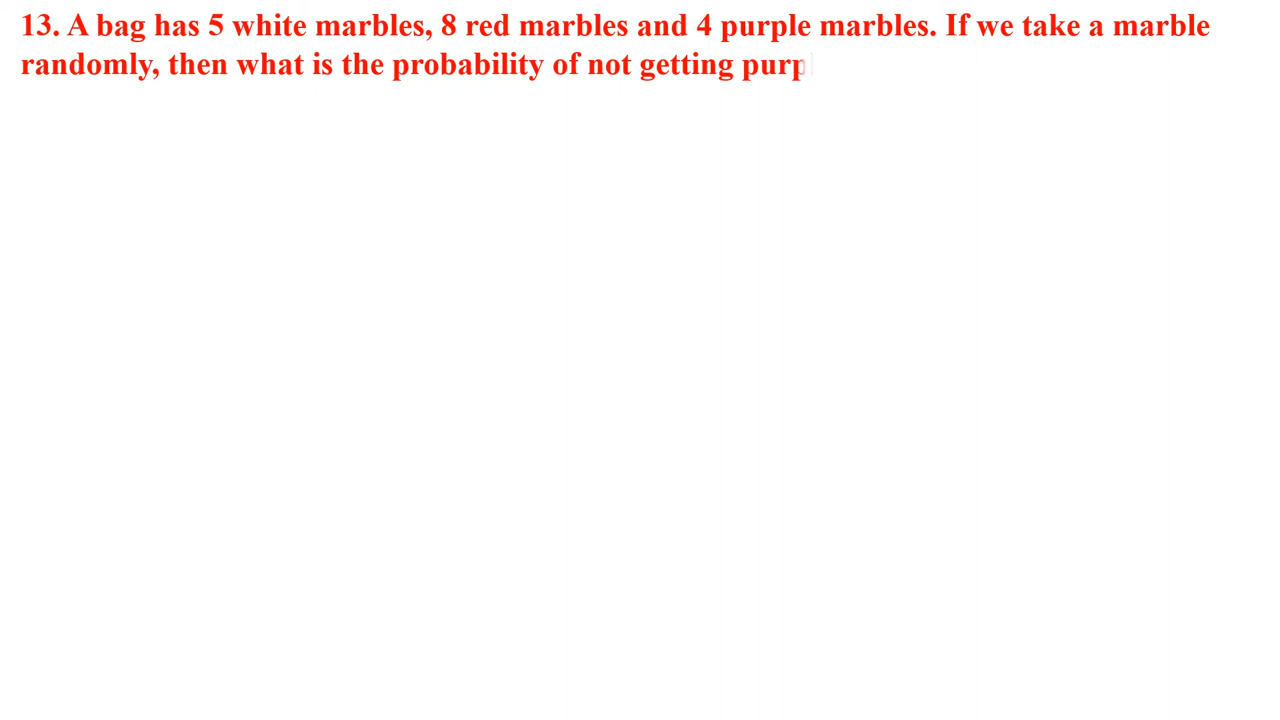 13. A bag has 5 white marbles, 8 red marbles and 4 purple marbles. If we take a marble
randomly, then what is the probability of not getting